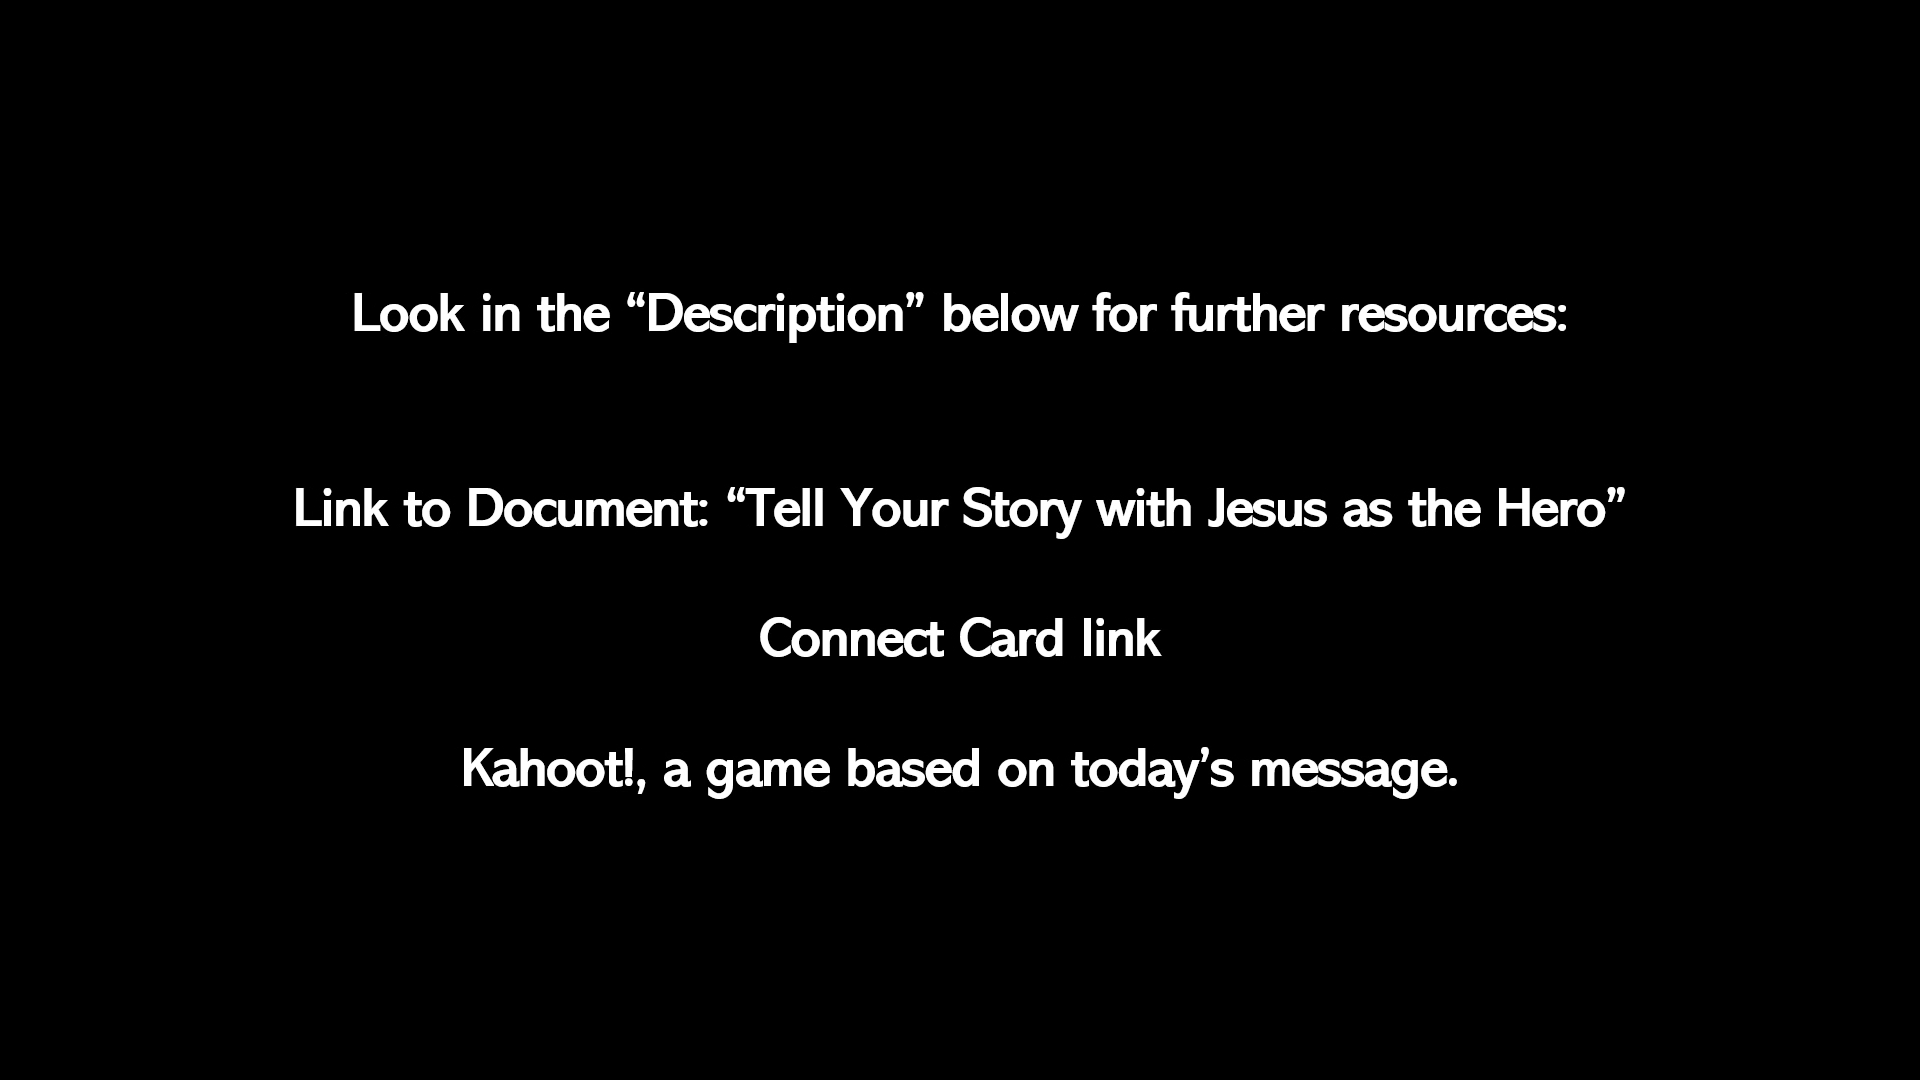 Look in the “Description” below for further resources:
Link to Document: “Tell Your Story with Jesus as the Hero”
Connect Card link
Kahoot!, a game based on today’s message.